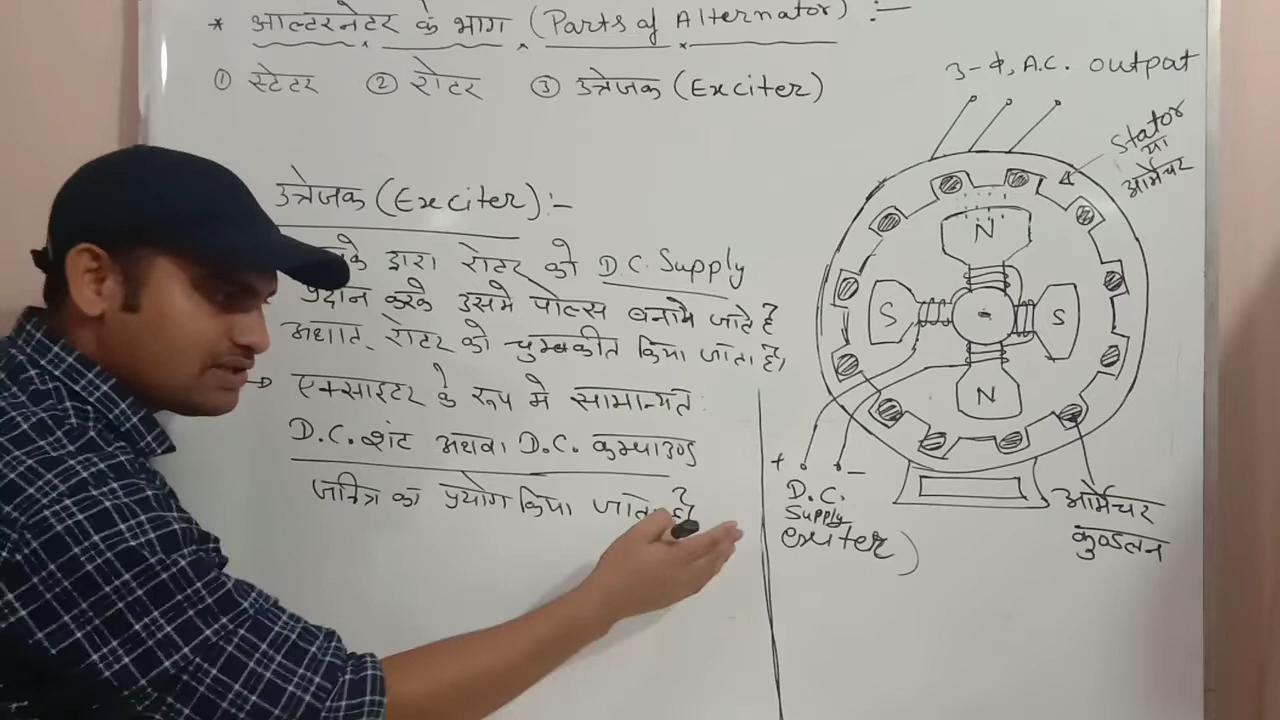 * आल्टरनेटर के भाग (Parts of Alternator) :-
① स्टेटर ② रोटर ③ उत्तेजक (Exciter)
उत्तेजक (Exciter) :-
द्वारा रोटर को D.C. Supply
प्रदान करके उसमे पोल्स बनाये जाते है
अर्थात् रोटर को चुम्बकीत किया जाता है,
→ एक्साइटर के रूप मे सामान्यत:
D.C. शंट अथवा D.C. कम्पाउण्ड
जनित्र का प्रयोग किया जाता है
3-Φ, A.C. output
Stator
या
आर्मेचर
N
S
S
N
+
-
D.C.
Supply
exiter)
आर्मेचर
कुण्डलन